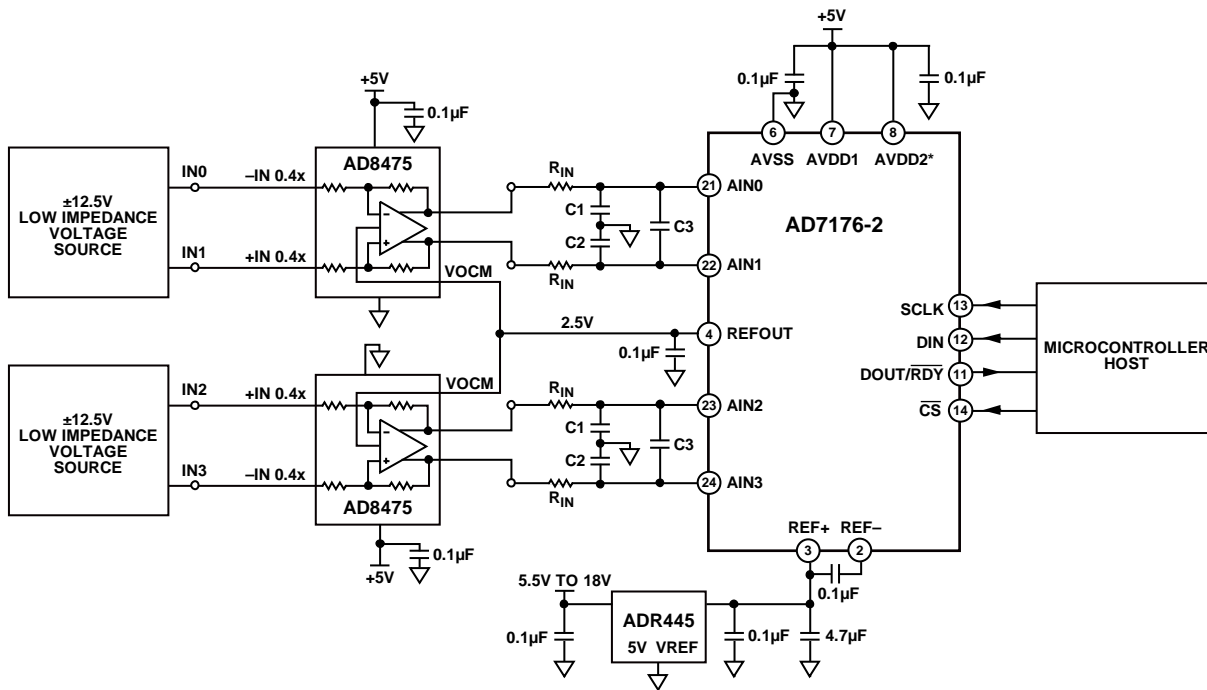 +5V
0.1µF
0.1µF
+5V
0.1µF
6
7
8
AVSS
AVDD1
AVDD2*
AD8475
±12.5V
LOW IMPEDANCE
VOLTAGE
SOURCE
IN0
–IN 0.4x
IN1
+IN 0.4x
–
+
VOCM
RIN
C1
C2
C3
RIN
21
AIN0
22
AIN1
AD7176-2
2.5V
4
REFOUT
0.1µF
SCLK
13
DIN
12
DOUT/RDY
11
CS
14
MICROCONTROLLER
HOST
±12.5V
LOW IMPEDANCE
VOLTAGE
SOURCE
IN2
+IN 0.4x
IN3
–IN 0.4x
VOCM
–
+
AD8475
+5V
0.1µF
RIN
C1
C2
C3
RIN
23
AIN2
24
AIN3
REF+
REF–
3
2
0.1µF
5.5V TO 18V
0.1µF
ADR445
5V VREF
0.1µF
4.7µF